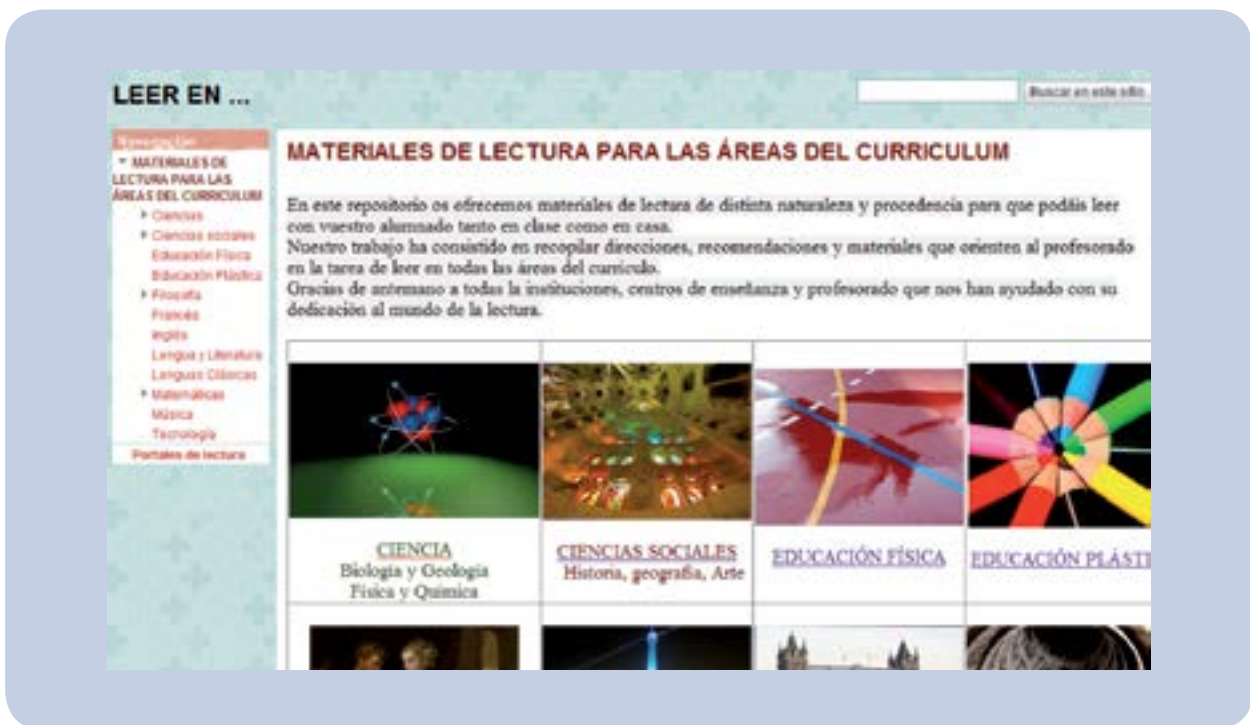 LEER EN ...
Buscar en este sitio
Navegación
MATERIALES DE
LECTURA PARA LAS
ÁREAS DEL CURRICULUM
Ciencias
Ciencias sociales
Educación Física
Educación Plástica
Filosofía
Francés
Inglés
Lengua y Literatura
Lenguas Clásicas
Matemáticas
Música
Tecnología
Portales de lectura
MATERIALES DE LECTURA PARA LAS ÁREAS DEL CURRICULUM
En este repositorio os ofrecemos materiales de lectura de distinta naturaleza y procedencia para que podáis leer
con vuestro alumnado tanto en clase como en casa.
Nuestro trabajo ha consistido en recopilar direcciones, recomendaciones y materiales que orienten al profesorado
en la tarea de leer en todas las áreas del currículo.
Gracias de antemano a todas la instituciones, centros de enseñanza y profesorado que nos han ayudado con su
dedicación al mundo de la lectura.
CIENCIA
Biología y Geología
Física y Química
CIENCIAS SOCIALES
Historia, geografía, Arte
EDUCACIÓN FÍSICA
EDUCACIÓN PLÁSTI